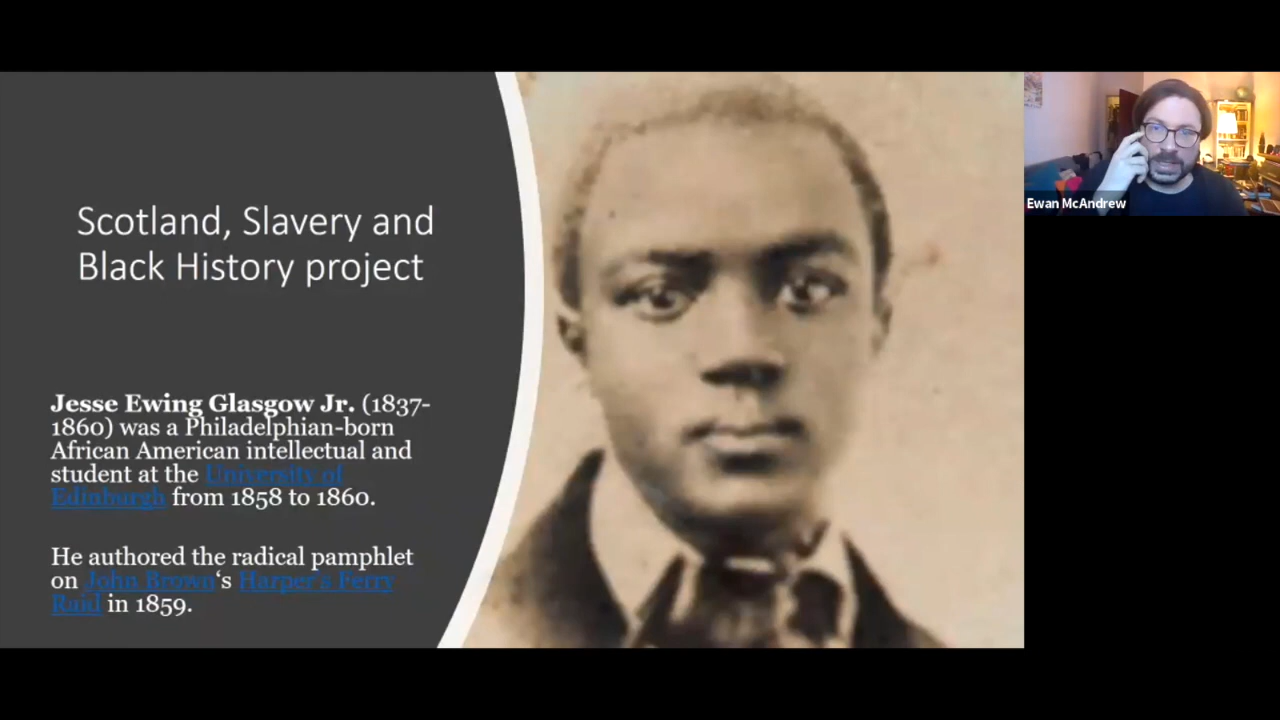 Scotland, Slavery and
Black History project
Jesse Ewing Glasgow Jr. (1837-
1860) was a Philadelphian-born
African American intellectual and
student at the University of
Edinburgh from 1858 to 1860.
He authored the radical pamphlet
on John Brown‘s Harper's Ferry
Raid in 1859.
Ewan McAndrew